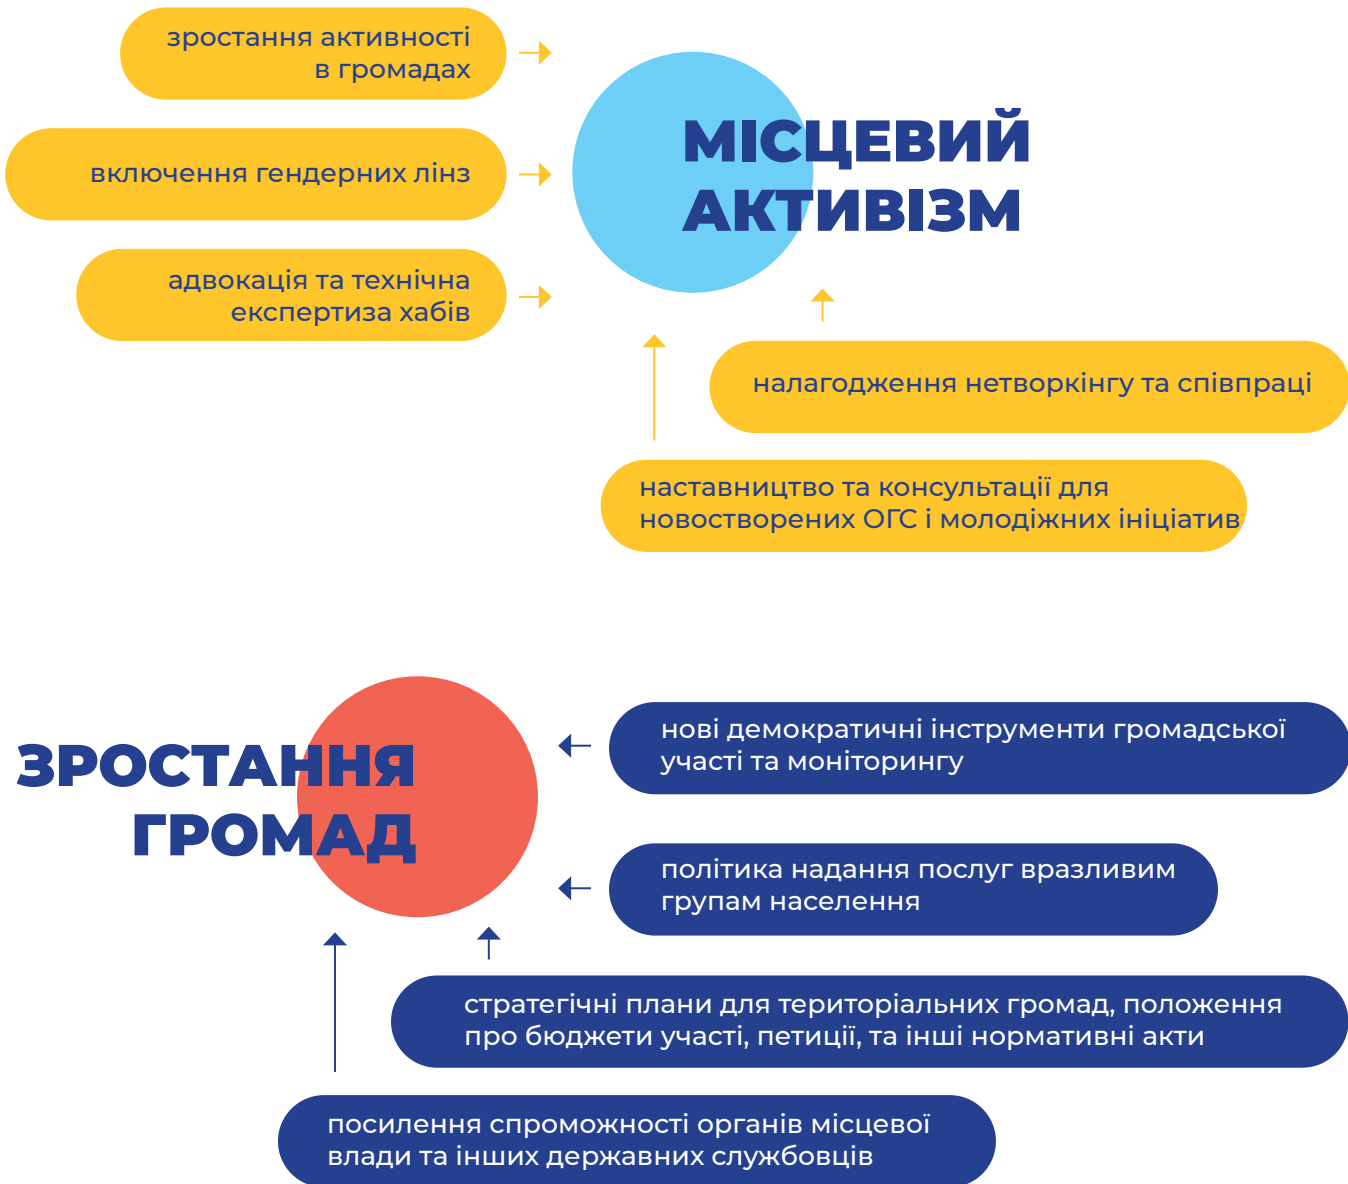 зростання активності
в громадах
включення гендерних лінз
адвокація та технічна
експертиза хабів
МІСЦЕВИЙ
АКТИВІЗМ
налагодження нетворкінгу та співпраці
наставництво та консультації для
новостворених ОГС і молодіжних ініціатив
ЗРОСТАННЯ
ГРОМАД
нові демократичні інструменти громадської
участі та моніторингу
політика надання послуг вразливим
групам населення
стратегічні плани для територіальних громад, положення
про бюджети участі, петиції, та інші нормативні акти
посилення спроможності органів місцевої
влади та інших державних службовців